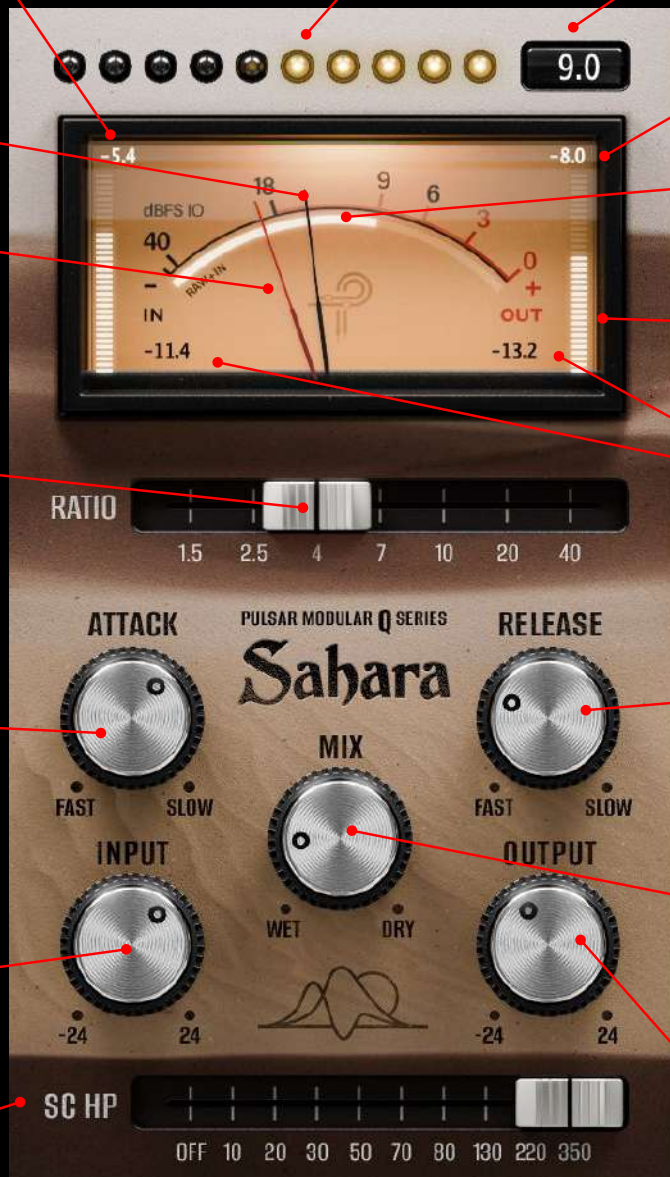 9.0
-5.4
-8.0
18
9
6
3
0
40
dBFS IO
-
+
RAW+IN
IN
OUT
-11.4
-13.2
RATIO
1.5 2.5 4 7 10 20 40
ATTACK
PULSAR MODULAR Q SERIES
RELEASE
Sahara
MIX
FAST SLOW
FAST SLOW
INPUT
OUTPUT
WET DRY
-24 24
-24 24
SC HP
OFF 10 20 30 50 70 80 130 220 350